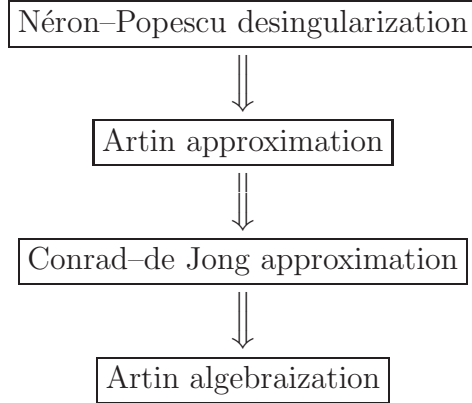 Néron–Popescu desingularization
Artin approximation
Conrad–de Jong approximation
Artin algebraization